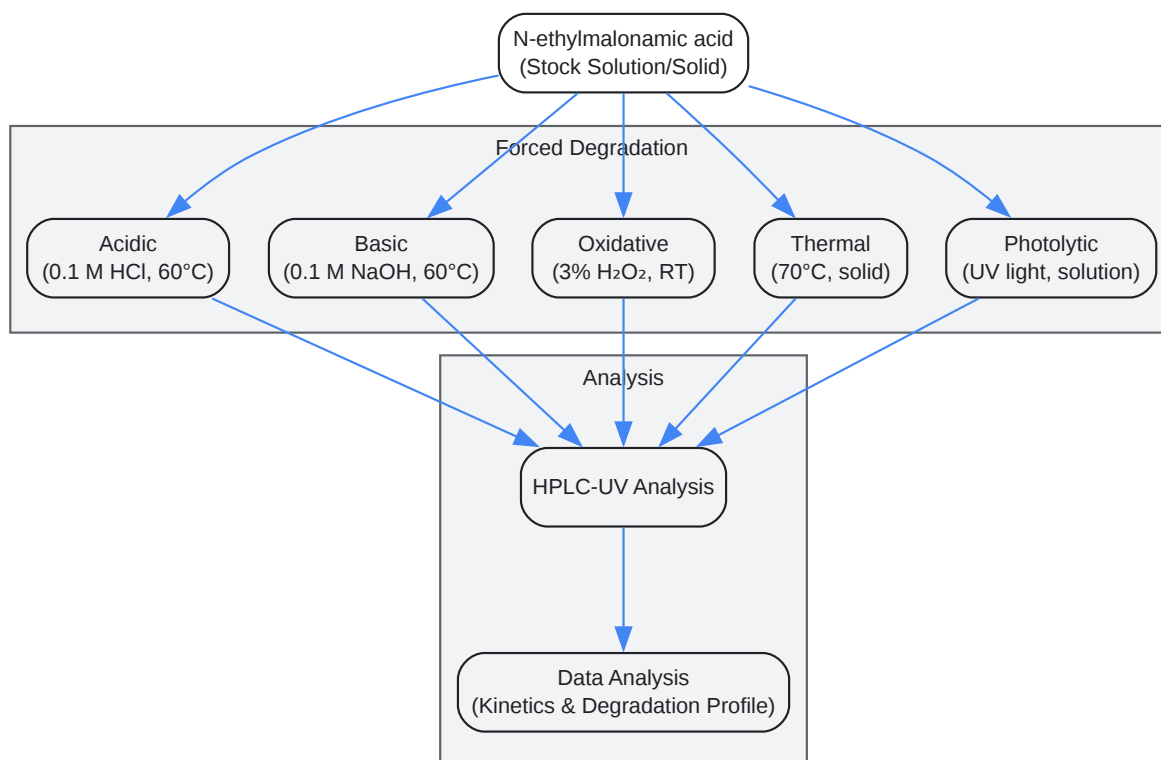 N-ethylmalonamic acid
(Stock Solution/Solid)
Forced Degradation
Acidic
(0.1 M HCl, 60°C)
Basic
(0.1 M NaOH, 60°C)
Oxidative
(3% H₂O₂, RT)
Thermal
(70°C, solid)
Photolytic
(UV light, solution)
Analysis
HPLC-UV Analysis
Data Analysis
(Kinetics & Degradation Profile)